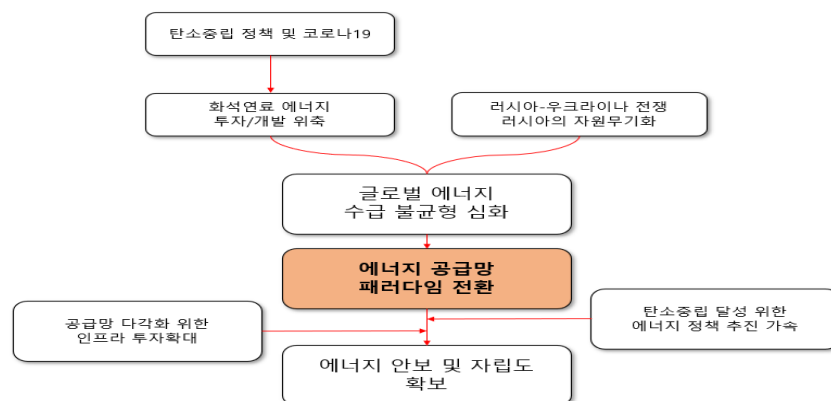 탄소중립 정책 및 코로나19
화석연료 에너지
투자/개발 위축
러시아-우크라이나 전쟁
러시아의 자원무기화
글로벌 에너지
수급 불균형 심화
에너지 공급망
패러다임 전환
공급망 다각화 위한
인프라 투자확대
탄소중립 달성 위한
에너지 정책 추진 가속
에너지 안보 및 자립도
확보